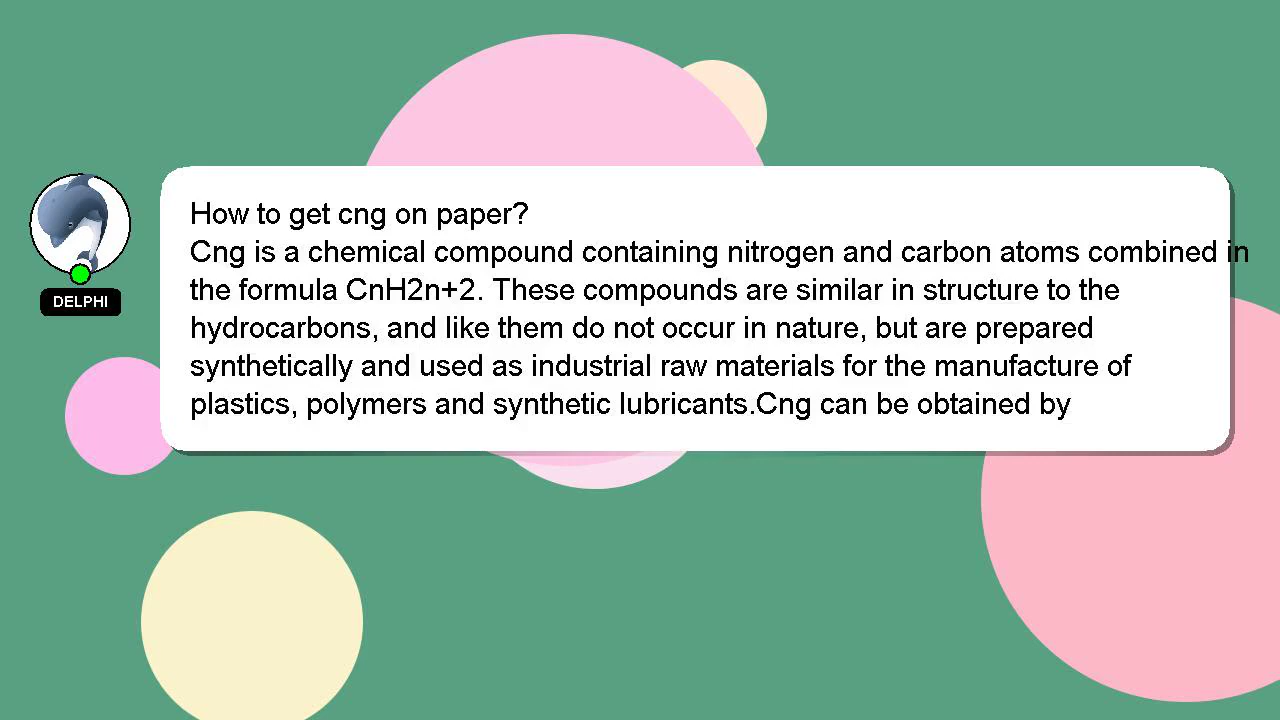 How to get cng on paper?
Cng is a chemical compound containing nitrogen and carbon atoms combined in
the formula CnH2n+2. These compounds are similar in structure to the
hydrocarbons, and like them do not occur in nature, but are prepared
synthetically and used as industrial raw materials for the manufacture of
plastics, polymers and synthetic lubricants.Cng can be obtained by
DELPHI